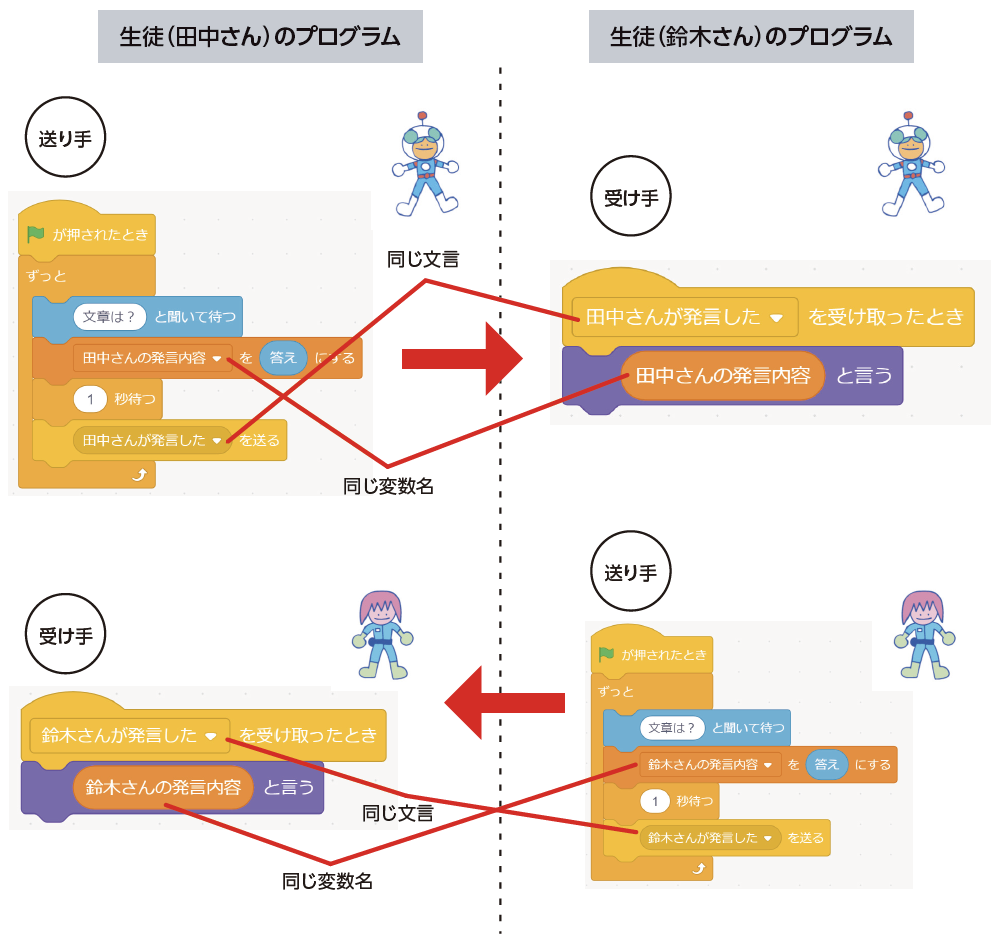 生徒（田中さん）のプログラム
生徒（鈴木さん）のプログラム
送り手
が押されたとき
ずっと
文章は？ と聞いて待つ
田中さんの発言内容 を 答え にする
1 秒待つ
田中さんが発言した を送る
同じ文言
同じ変数名
受け手
田中さんが発言した を受け取ったとき
田中さんの発言内容 と言う
受け手
鈴木さんが発言した を受け取ったとき
鈴木さんの発言内容 と言う
同じ文言
同じ変数名
送り手
が押されたとき
ずっと
文章は？ と聞いて待つ
鈴木さんの発言内容 を 答え にする
1 秒待つ
鈴木さんが発言した を送る